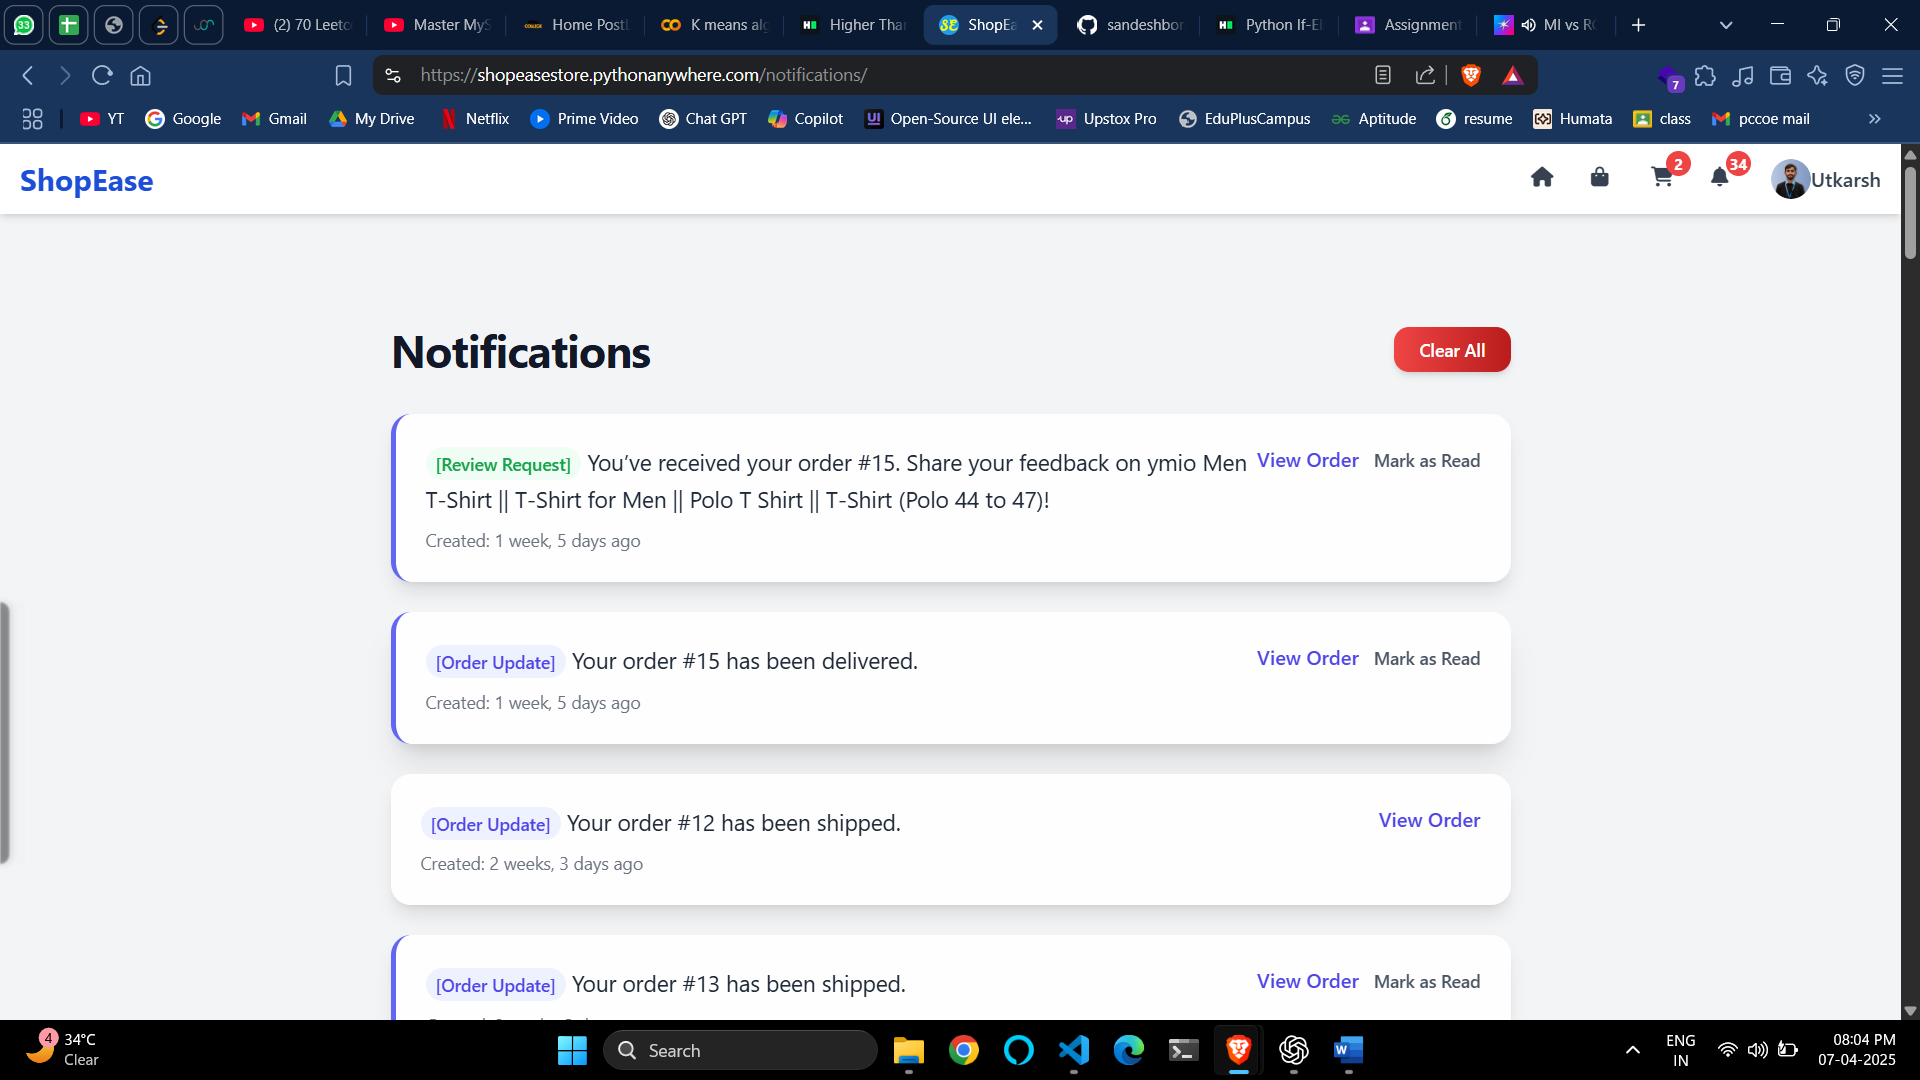 33
(2) 70 Leetc
Master MyS
Home Post
K means alg
Higher Tha
ShopEa
sandeshbor
Python If-El
Assignment
MI vs RC
https://shopeasestore.pythonanywhere.com/notifications/
7
YT
Google
Gmail
My Drive
Netflix
Prime Video
Chat GPT
Copilot
Open-Source UI ele...
Upstox Pro
EduPlusCampus
Aptitude
resume
Humata
class
pccoe mail
ShopEase
2
34
Utkarsh
Notifications
Clear All
[Review Request] You’ve received your order #15. Share your feedback on ymio Men
T-Shirt || T-Shirt for Men || Polo T Shirt || T-Shirt (Polo 44 to 47)!
View Order
Mark as Read
Created: 1 week, 5 days ago
[Order Update] Your order #15 has been delivered.
View Order
Mark as Read
Created: 1 week, 5 days ago
[Order Update] Your order #12 has been shipped.
View Order
Created: 2 weeks, 3 days ago
[Order Update] Your order #13 has been shipped.
View Order
Mark as Read
4
34°C
Clear
Search
ENG
IN
08:04 PM
07-04-2025